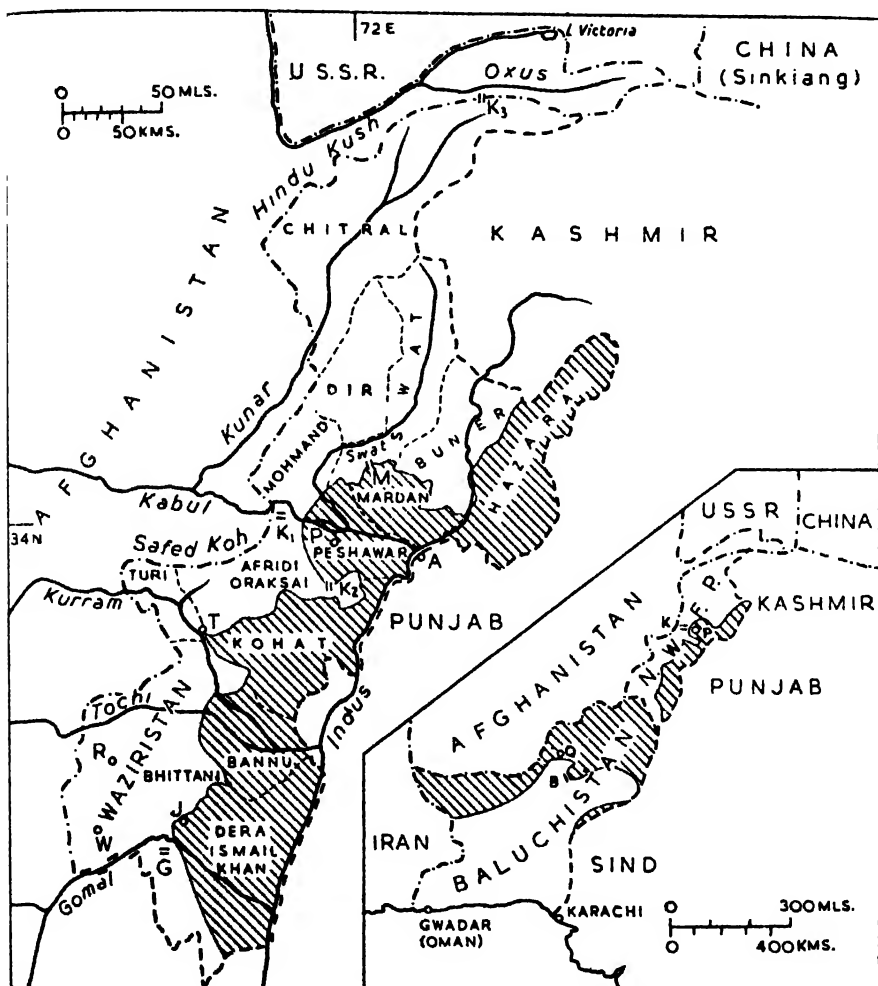 72 E
L. Victoria
U.S.S.R.
Oxus
CHINA
(Sinkiang)
0 50 MLS.
0 50 KMS.
K3
Hindu Kush
CHITRAL
KASHMIR
AFGHANISTAN
DIR
SWAT
Kunar
MOHMAND
Swat
BUNER
HAZARA
M
MARDAN
Kabul
34N
K1
P
PESHAWAR
A
Safed Koh
AFRIDI
ORAKSAI
TURI
K2
Kurram
T
KOHAT
PUNJAB
Indus
Tochi
WAZIRISTAN
R
BHITTANI
BANNU
J
W
DERA
ISMAIL
KHAN
G
Gomal
USSR
CHINA
AFGHANISTAN
K
P
N.W.F.P.
KASHMIR
PUNJAB
Q
B
IRAN
BALUCHISTAN
SIND
GWADAR
(OMAN)
KARACHI
0 300 MLS.
0 400 KMS.